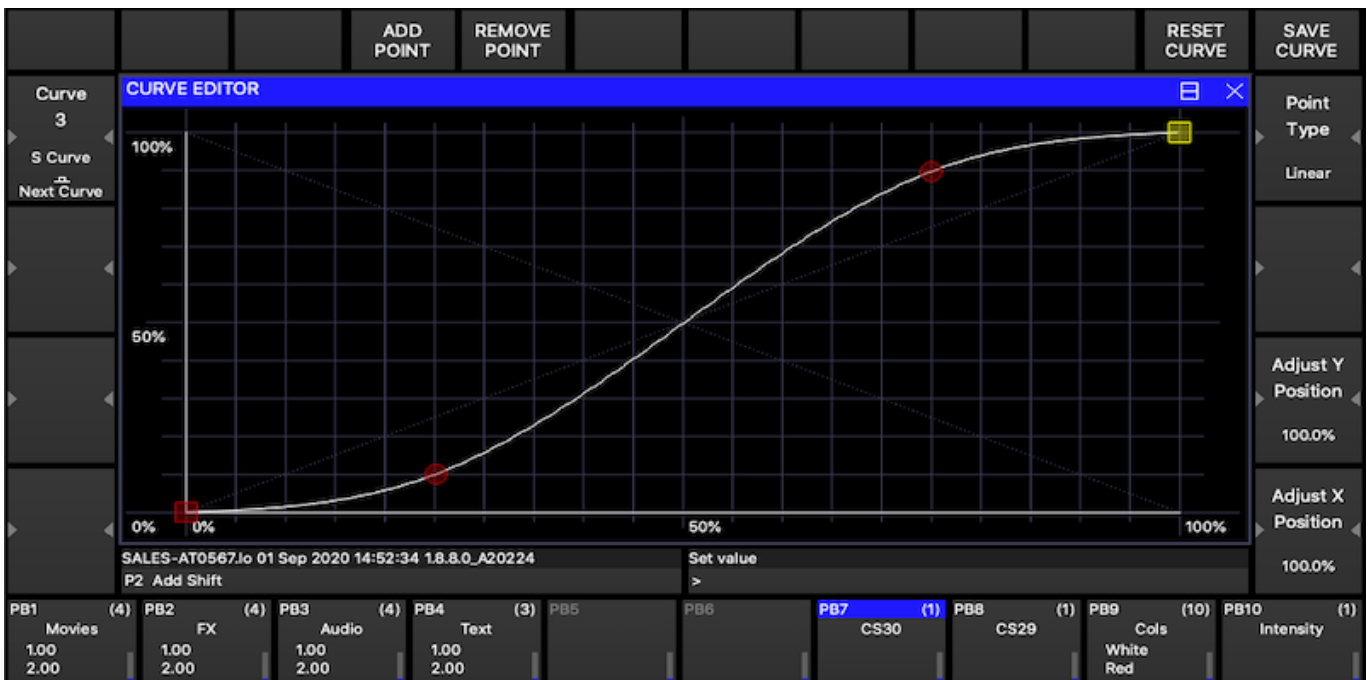 ADD
POINT
REMOVE
POINT
RESET
CURVE
SAVE
CURVE
Curve
3
S Curve
Next Curve
CURVE EDITOR
100%
50%
0%
0%
50%
100%
Point
Type
Linear
Adjust Y
Position
100.0%
Adjust X
Position
100.0%
SALES-AT0567.lo 01 Sep 2020 14:52:34 1.8.8.0_A20224
P2 Add Shift
Set value
>
PB1 (4)
Movies
1.00
2.00
PB2 (4)
FX
1.00
2.00
PB3 (4)
Audio
1.00
2.00
PB4 (3)
Text
1.00
2.00
PB5
PB6
PB7 (1)
CS30
PB8 (1)
CS29
PB9 (10)
Cols
White
Red
PB10 (1)
Intensity